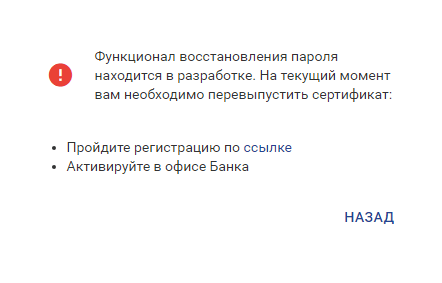 Функционал восстановления пароля
находится в разработке. На текущий момент
вам необходимо перевыпустить сертификат:
• Пройдите регистрацию по ссылке
• Активируйте в офисе Банка
НАЗАД